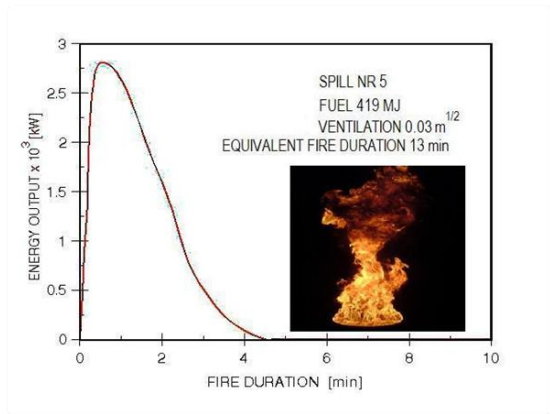 3
2.5
2
1.5
1
0.5
0
ENERGY OUTPUT x 10³ [kW]
SPILL NR 5
FUEL 419 MJ
VENTILATION 0.03 m¹/²
EQUIVALENT FIRE DURATION 13 min
0 2 4 6 8 10
FIRE DURATION [min]